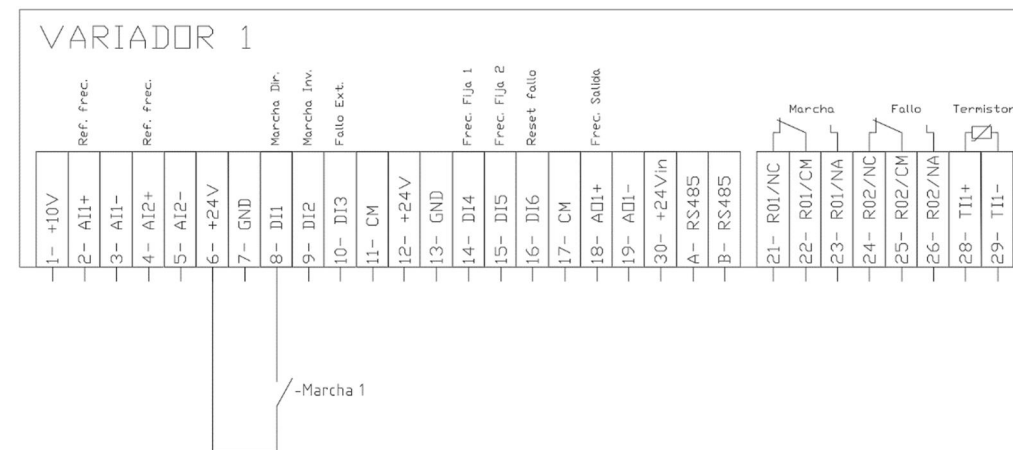 VARIADOR 1
Ref. frec.
Ref. frec.
Marcha Dir.
Marcha Inv.
Fallo Ext.
Frec. Fija 1
Frec. Fija 2
Reset fallo
Frec. Salida
Marcha
Fallo
Termistor
1- +10V
2- AI1+
3- AI1-
4- AI2+
5- AI2-
6- +24V
7- GND
8- DI1
9- DI2
10- DI3
11- CM
12- +24V
13- GND
14- DI4
15- DI5
16- DI6
17- CM
18- AO1+
19- AO1-
30- +24Vin
A- RS485
B- RS485
21- RO1/NC
22- RO1/CM
23- RO1/NA
24- RO2/NC
25- RO2/CM
26- RO2/NA
28- TI1+
29- TI1-
-Marcha 1